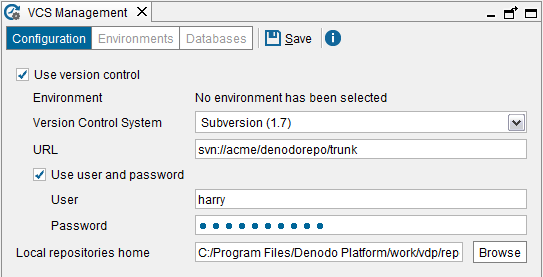 VCS Management
Configuration Environments Databases Save
Use version control
Environment No environment has been selected
Version Control System Subversion (1.7)
URL svn://acme/denodorepo/trunk
Use user and password
User harry
Password
Local repositories home C:/Program Files/Denodo Platform/work/vdp/rep Browse